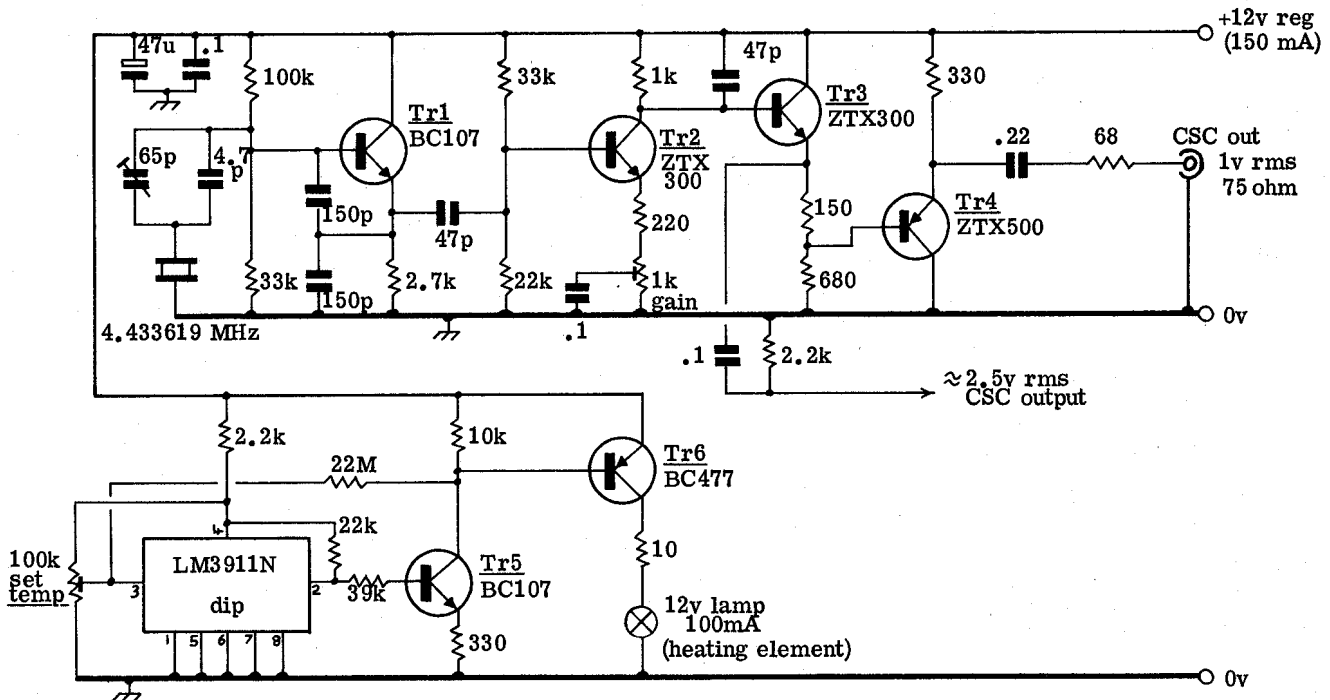 +12v reg
(150 mA)
47u
.1
100k
33k
1k
47p
330
Tr1
BC107
Tr2
ZTX
300
Tr3
ZTX300
65p
4.7
p
150p
47p
220
150
Tr4
ZTX500
.22
68
CSC out
1v rms
75 ohm
33k
150p
2.7k
22k
1k
gain
680
4.433619 MHz
.1
0v
.1
2.2k
≈2.5v rms
CSC output
2.2k
10k
22M
Tr6
BC477
4
22k
100k
set
temp
3
LM3911N
dip
2
39k
Tr5
BC107
10
12v lamp
100mA
(heating element)
1
5
6
7
8
330
0v